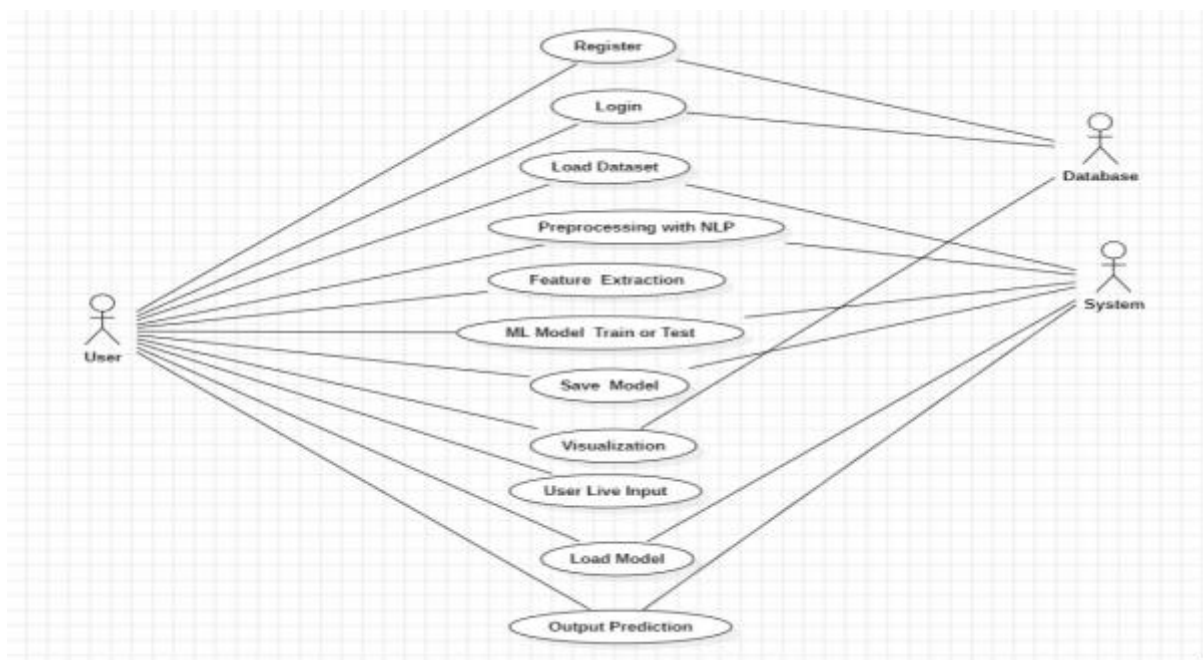 Register
Login
Load Dataset
Preprocessing with NLP
Feature Extraction
ML Model Train or Test
Save Model
Visualization
User Live Input
Load Model
Output Prediction
User
Database
System